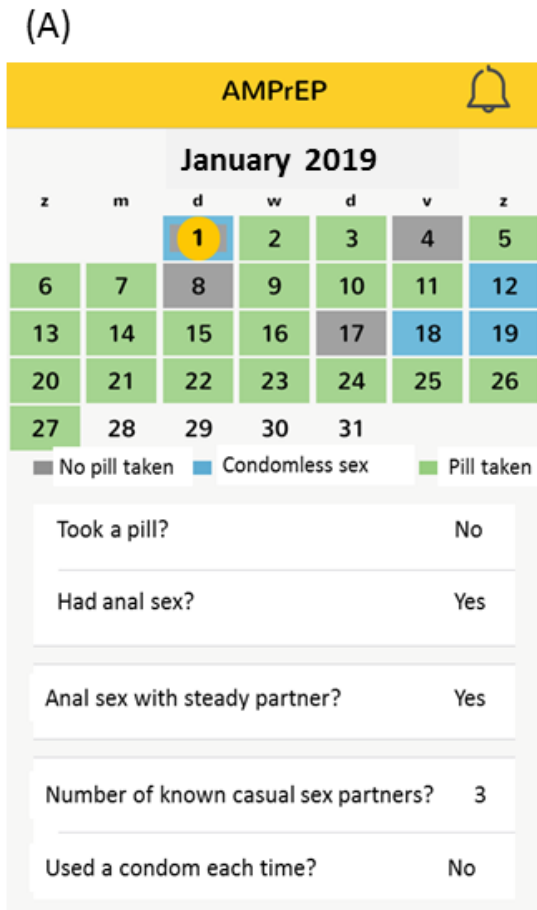 (A)
AMPrEP
January 2019
z m d w d v z
1 2 3 4 5
6 7 8 9 10 11 12
13 14 15 16 17 18 19
20 21 22 23 24 25 26
27 28 29 30 31
No pill taken Condomless sex Pill taken
Took a pill? No
Had anal sex? Yes
Anal sex with steady partner? Yes
Number of known casual sex partners? 3
Used a condom each time? No